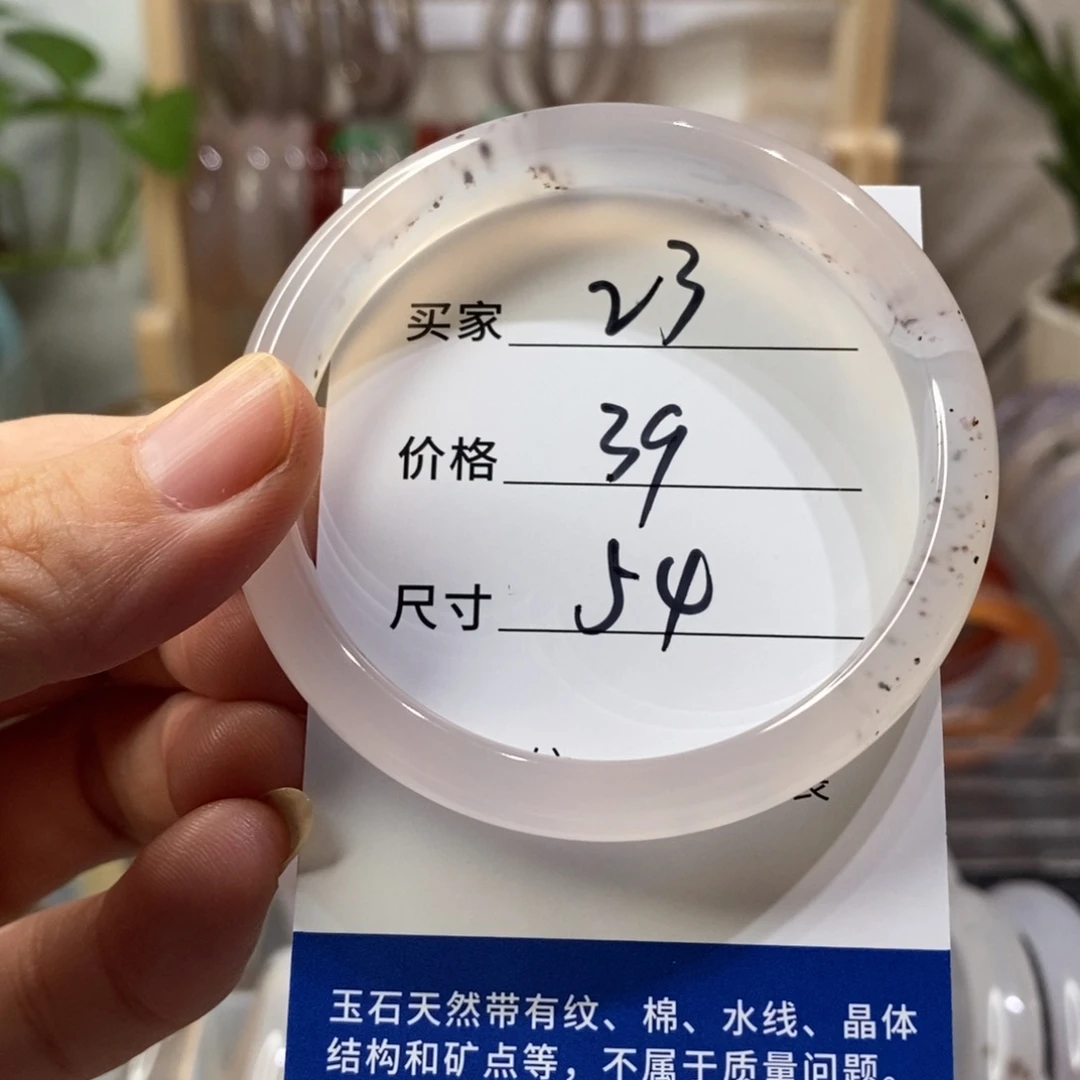 买家 23
价格 39
尺寸 54
玉石天然带有纹、棉、水线、晶体
结构和矿点等，不属于质量问题。